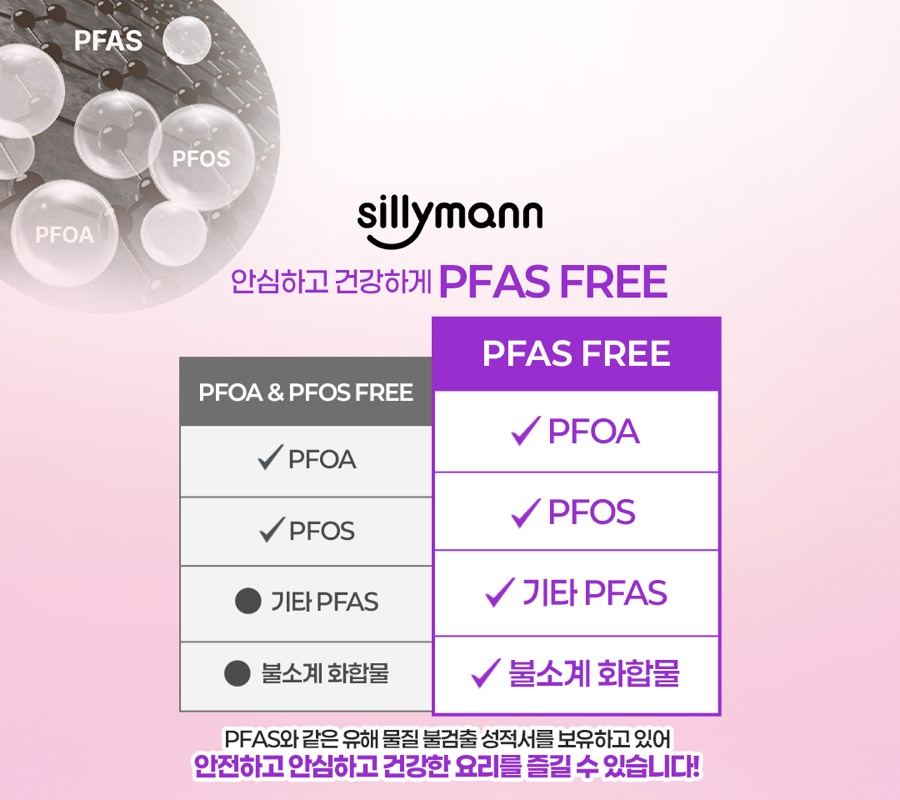 PFAS
PFOS
PFOA
sillymann
안심하고 건강하게 PFAS FREE
PFOA & PFOS FREE
✓ PFOA
✓ PFOS
● 기타 PFAS
● 불소계 화합물
PFAS FREE
✓ PFOA
✓ PFOS
✓ 기타 PFAS
✓ 불소계 화합물
PFAS와 같은 유해 물질 불검출 성적서를 보유하고 있어
안전하고 안심하고 건강한 요리를 즐길 수 있습니다!